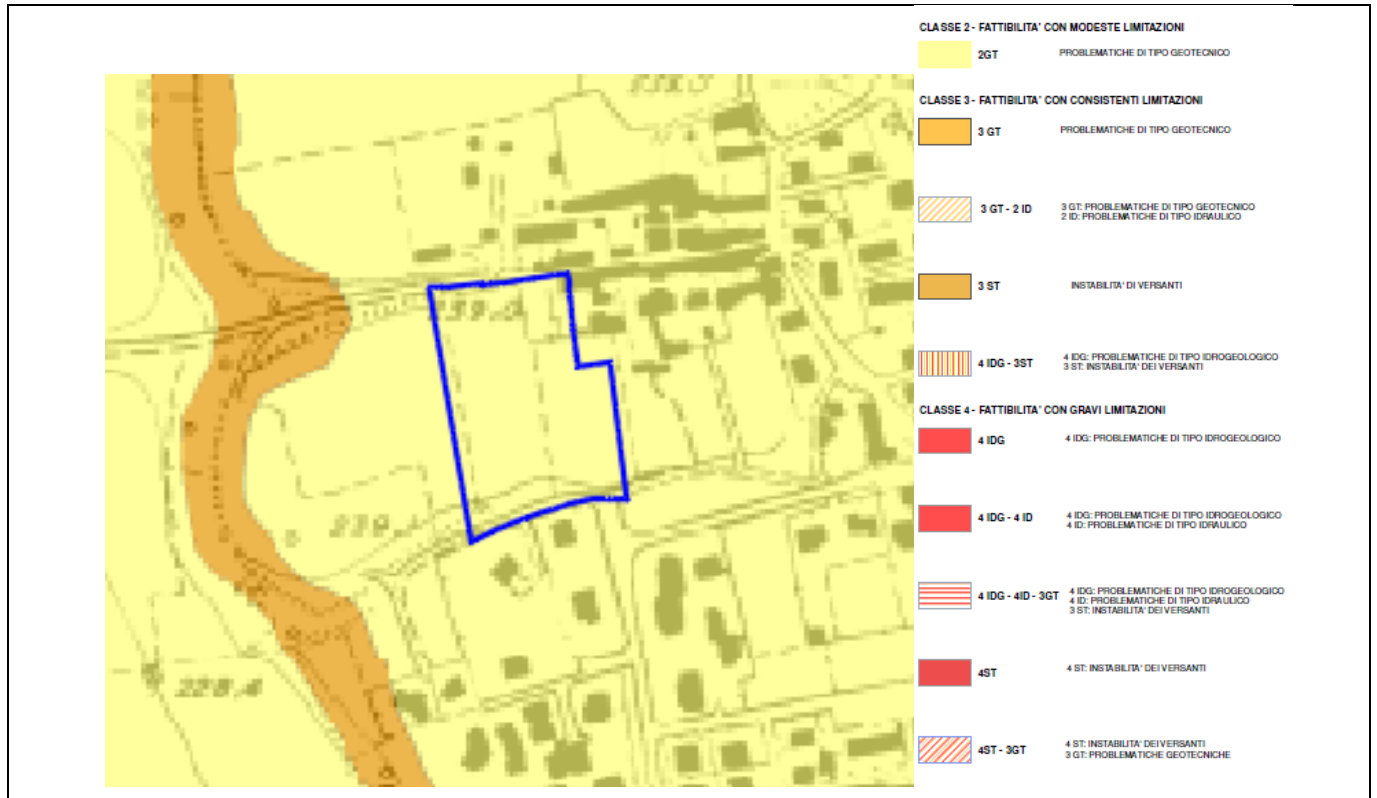 CLASSE 2 - FATTIBILITA' CON MODESTE LIMITAZIONI
2GT PROBLEMATICHE DI TIPO GEOTECNICO
CLASSE 3 - FATTIBILITA' CON CONSISTENTI LIMITAZIONI
3 GT PROBLEMATICHE DI TIPO GEOTECNICO
3 GT - 2 ID 3 GT: PROBLEMATICHE DI TIPO GEOTECNICO
2 ID: PROBLEMATICHE DI TIPO IDRAULICO
3 ST INSTABILITA' DI VERSANTI
4 IDG - 3ST 4 IDG: PROBLEMATICHE DI TIPO IDROGEOLOGICO
3 ST: INSTABILITA' DEI VERSANTI
CLASSE 4 - FATTIBILITA' CON GRAVI LIMITAZIONI
4 IDG 4 IDG: PROBLEMATICHE DI TIPO IDROGEOLOGICO
4 IDG - 4 ID 4 IDG: PROBLEMATICHE DI TIPO IDROGEOLOGICO
4 ID: PROBLEMATICHE DI TIPO IDRAULICO
4 IDG - 4ID - 3GT 4 IDG: PROBLEMATICHE DI TIPO IDROGEOLOGICO
4 ID: PROBLEMATICHE DI TIPO IDRAULICO
3 ST: INSTABILITA' DEI VERSANTI
4ST 4 ST: INSTABILITA' DEI VERSANTI
4ST - 3GT 4 ST: INSTABILITA' DEI VERSANTI
3 GT: PROBLEMATICHE GEOTECNICHE
228.4